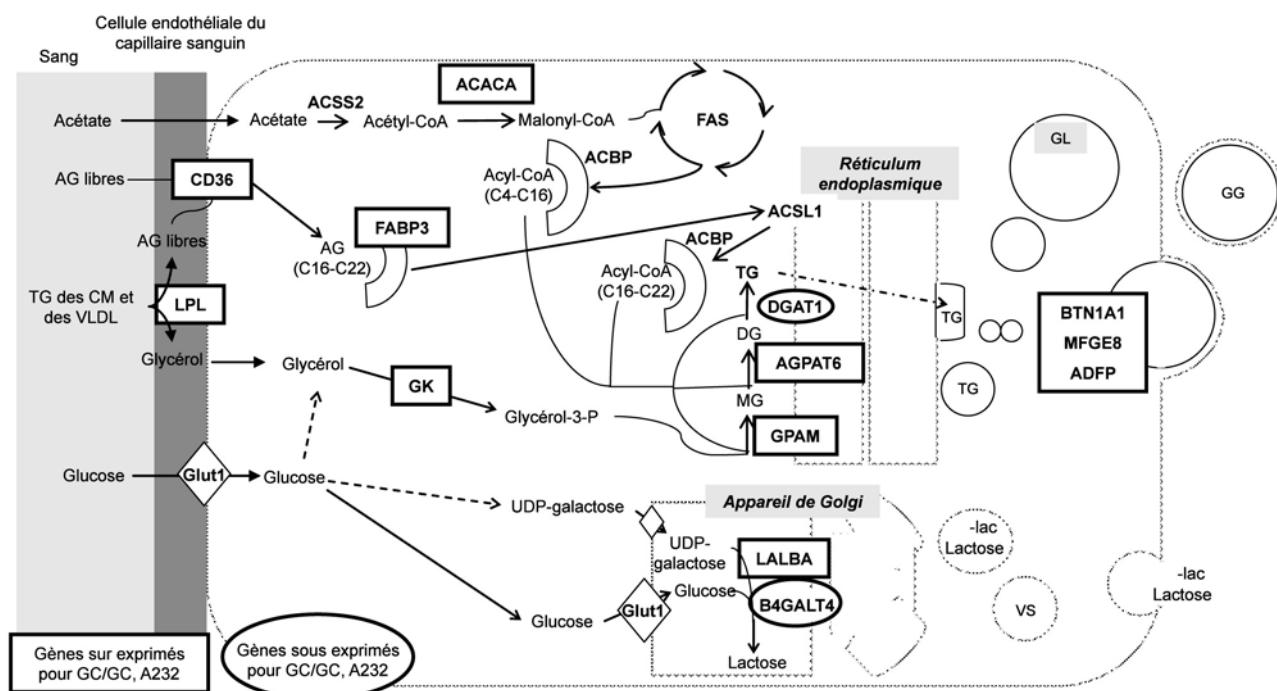 Cellule endothéliale du
capillaire sanguin
Sang
Acétate
Acétate
ACSS2
Acétyl-CoA
ACACA
Malonyl-CoA
FAS
AG libres
CD36
Acyl-CoA
(C4-C16)
ACBP
Réticulum
endoplasmique
GL
GG
AG libres
AG
(C16-C22)
FABP3
ACSL1
ACBP
Acyl-CoA
(C16-C22)
TG
TG des CM et
des VLDL
LPL
DGAT1
DG
TG
BTN1A1
MFGE8
ADFP
Glycérol
Glycérol
GK
AGPAT6
TG
MG
Glycérol-3-P
GPAM
Glucose
Glut1
Glucose
UDP-galactose
Appareil de Golgi
UDP-
galactose
LALBA
Glucose
Glut1
Glucose
B4GALT4
Lactose
-lac
Lactose
VS
-lac
Lactose
Gènes sur exprimés
pour GC/GC, A232
Gènes sous exprimés
pour GC/GC, A232